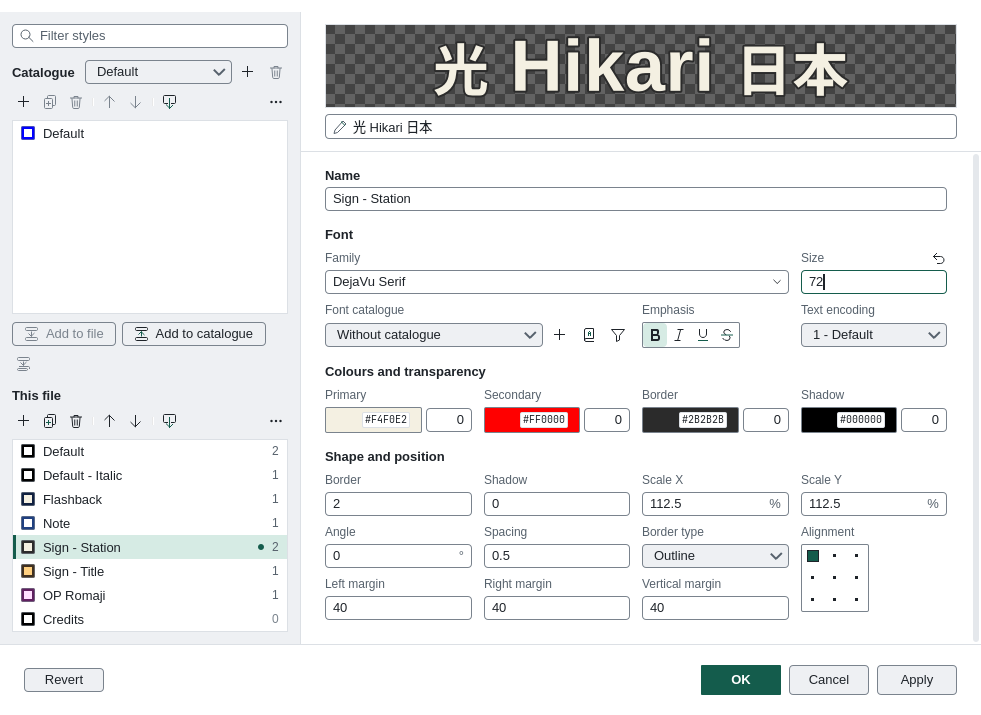 Filter styles
Catalogue
Default
Default
Add to file
Add to catalogue
This file
Default 2
Default - Italic 1
Flashback 1
Note 1
Sign - Station 2
Sign - Title 1
OP Romaji 1
Credits 0
光 Hikari 日本
光 Hikari 日本
Name
Sign - Station
Font
Family
Size
DejaVu Serif
72
Font catalogue
Emphasis
Text encoding
Without catalogue
B I U S
1 - Default
Colours and transparency
Primary
Secondary
Border
Shadow
#F4F0E2 0
#FF0000 0
#2B2B2B 0
#000000 0
Shape and position
Border
Shadow
Scale X
Scale Y
2
0
112.5 %
112.5 %
Angle
Spacing
Border type
Alignment
0 °
0.5
Outline
Left margin
Right margin
Vertical margin
40
40
40
Revert
OK
Cancel
Apply